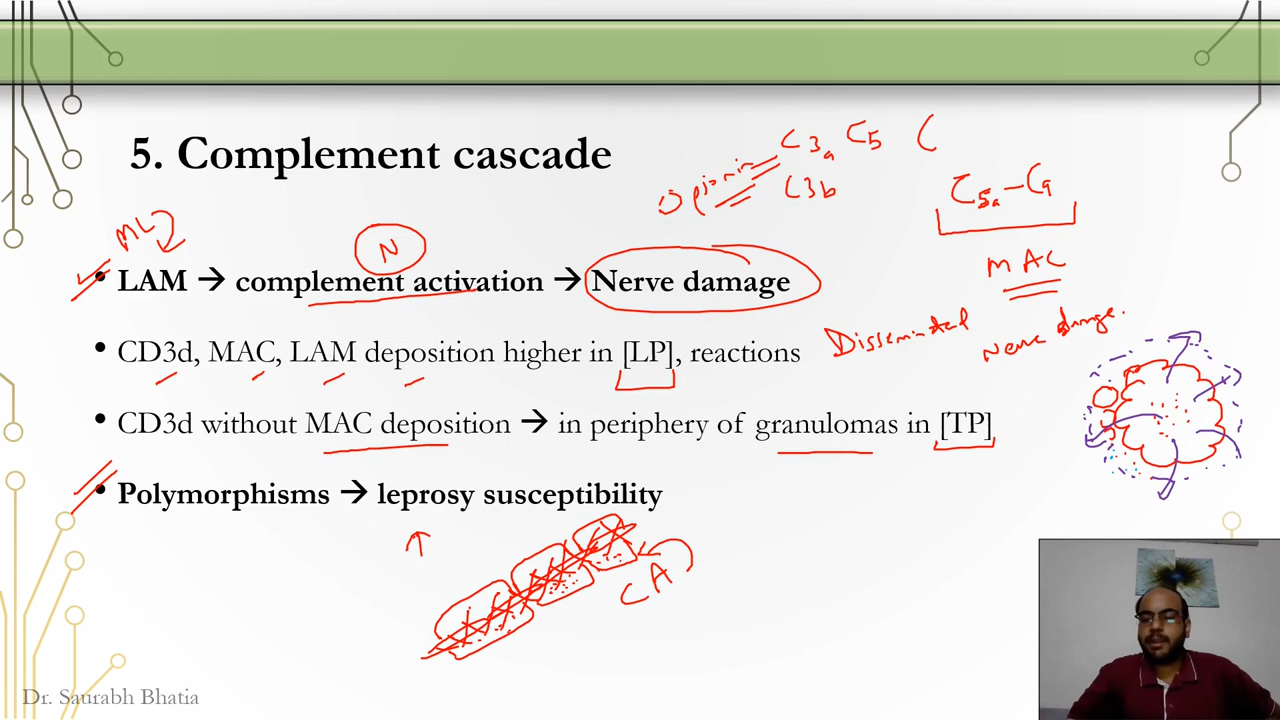 5. Complement cascade
Opsonin
C3a C5 C
C3b
C5a - C9
MAC
ML
N
• LAM → complement activation → Nerve damage
Disseminated Nerve damage.
• CD3d, MAC, LAM deposition higher in [LP], reactions
• CD3d without MAC deposition → in periphery of granulomas in [TP]
• Polymorphisms → leprosy susceptibility
↑
CA
Dr. Saurabh Bhatia